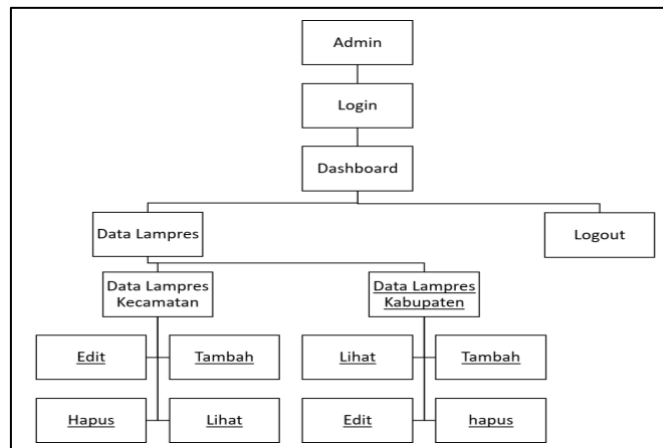 Admin
Login
Dashboard
Data Lampres
Logout
Data Lampres
Kecamatan
Data Lampres
Kabupaten
Edit
Tambah
Lihat
Tambah
Hapus
Lihat
Edit
hapus